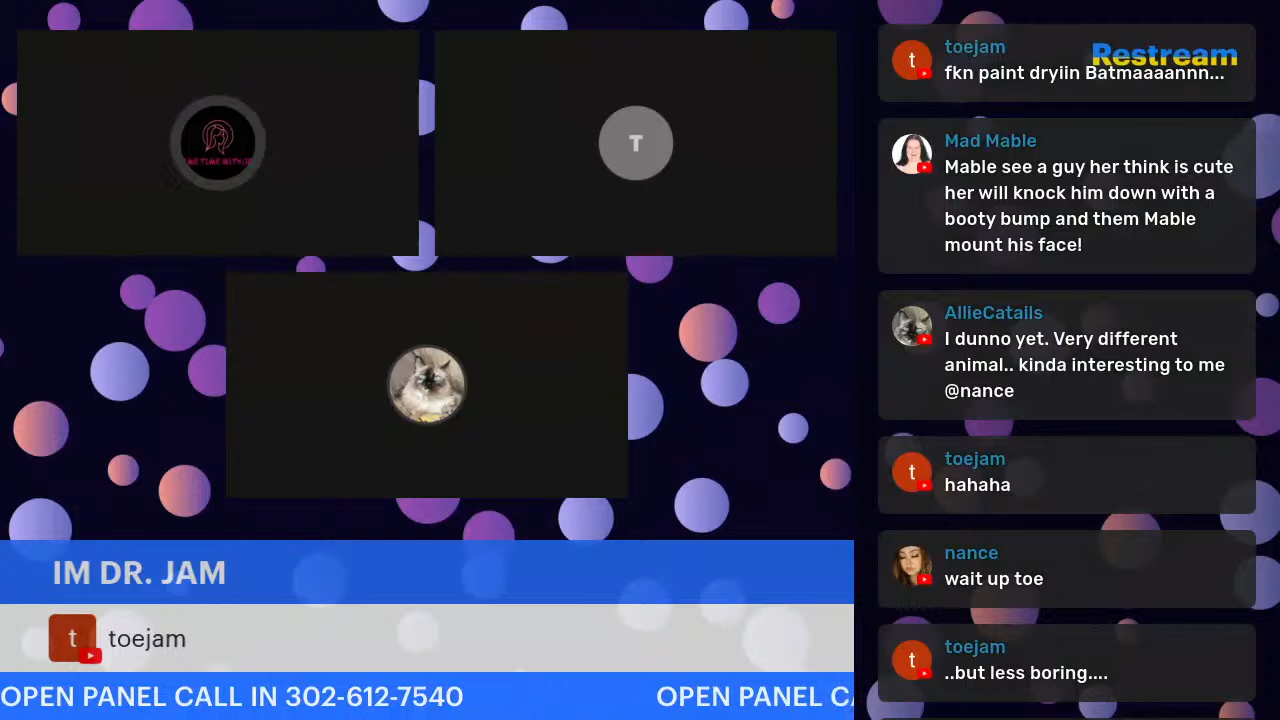 T
IM DR. JAM
t
toejam
OPEN PANEL CALL IN 302-612-7540
OPEN PANEL CA
Restream
t
toejam
fkn paint dryiin Batmaaaannn...
Mad Mable
Mable see a guy her think is cute
her will knock him down with a
booty bump and them Mable
mount his face!
AllieCatails
I dunno yet. Very different
animal.. kinda interesting to me
@nance
t
toejam
hahaha
nance
wait up toe
t
toejam
..but less boring....